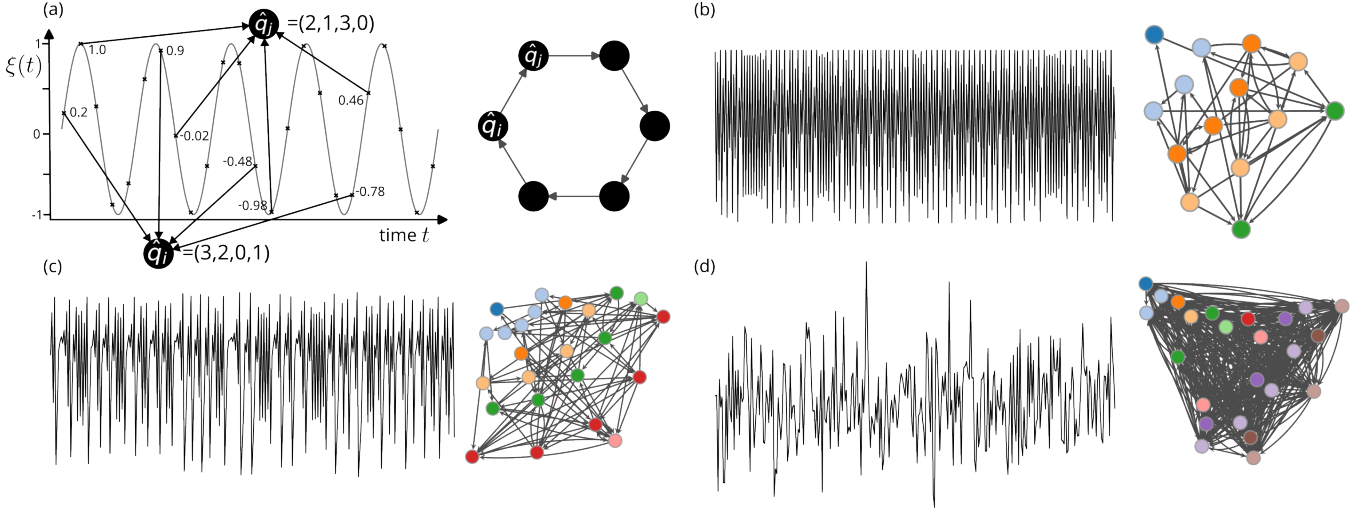 (a)
q̂ⱼ =(2,1,3,0)
ξ(t)
1
0
-1
1.0
0.9
0.2
-0.02
-0.48
-0.98
0.46
-0.78
time t
q̂ᵢ =(3,2,0,1)
q̂ⱼ
q̂ᵢ
(b)
(c)
(d)